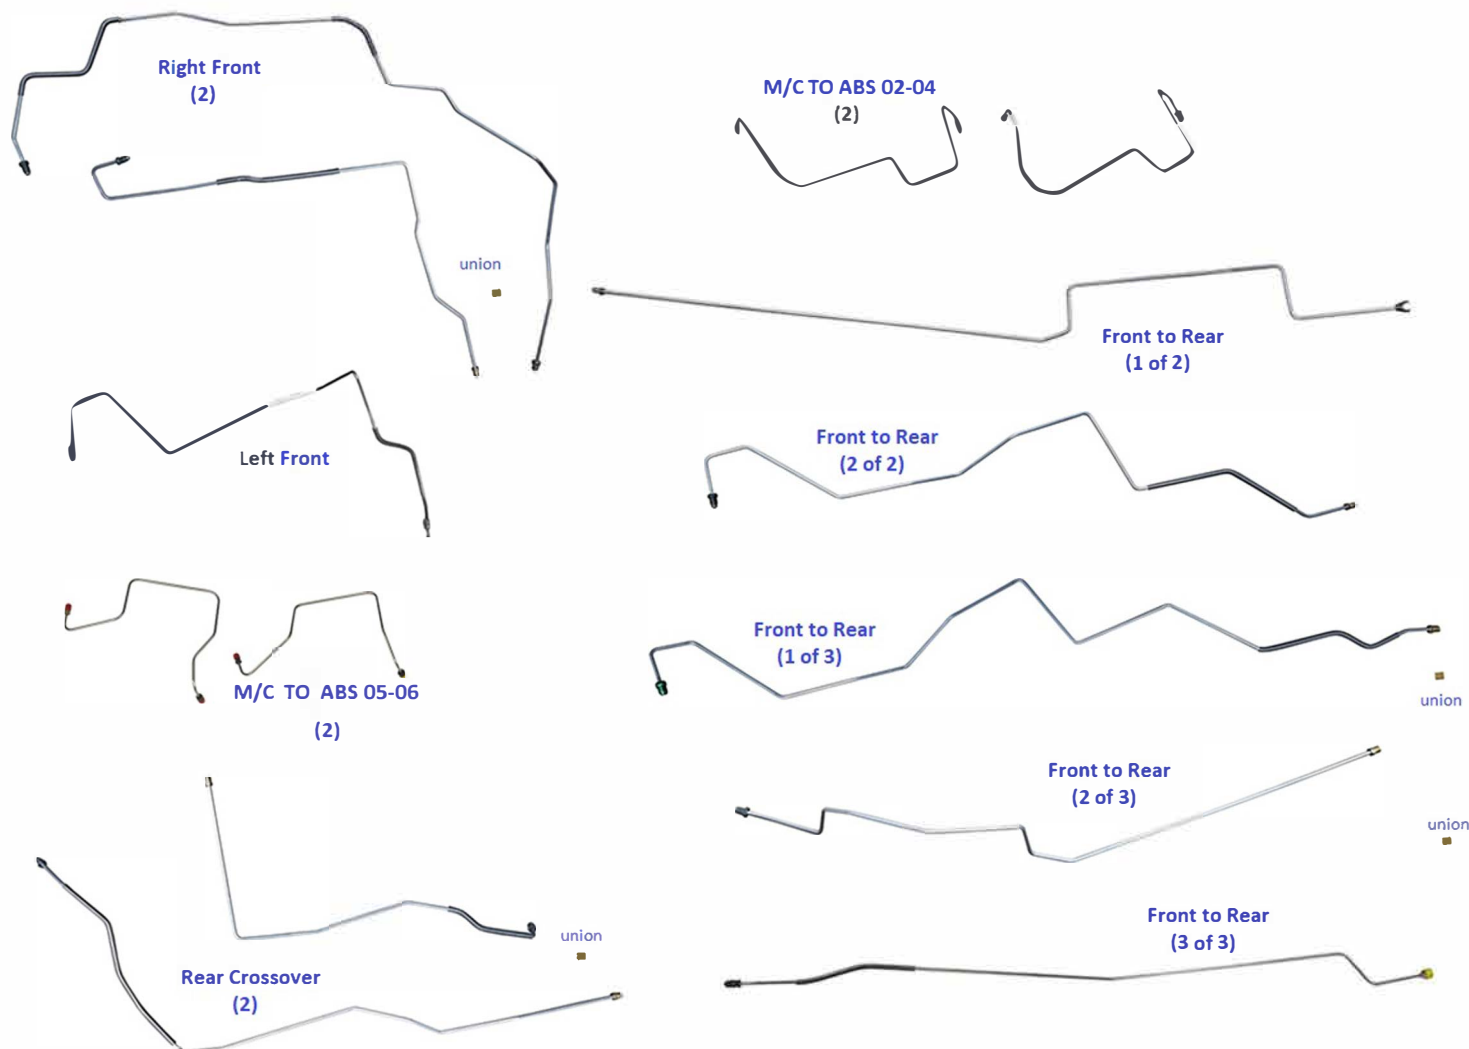 Right Front
(2)
M/C TO ABS 02-04
(2)
union
Front to Rear
(1 of 2)
Left Front
Front to Rear
(2 of 2)
M/C TO ABS 05-06
(2)
Front to Rear
(1 of 3)
union
Front to Rear
(2 of 3)
union
Rear Crossover
(2)
union
Front to Rear
(3 of 3)